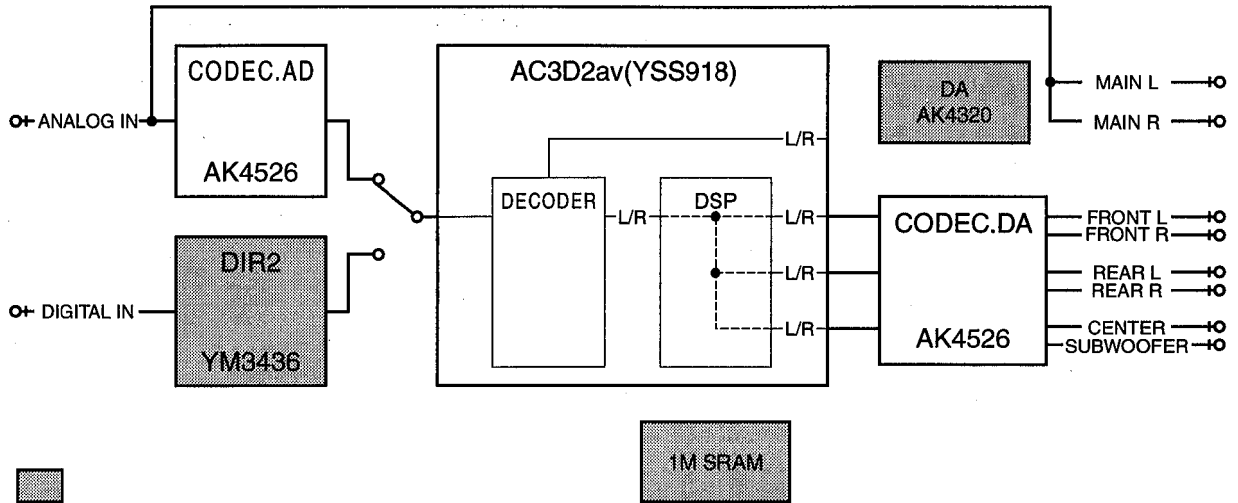 CODEC.AD
AK4526
ANALOG IN
DIR2
YM3436
DIGITAL IN
AC3D2av(YSS918)
L/R
DECODER
L/R
DSP
L/R
L/R
L/R
DA
AK4320
MAIN L
MAIN R
CODEC.DA
AK4526
FRONT L
FRONT R
REAR L
REAR R
CENTER
SUBWOOFER
1M SRAM